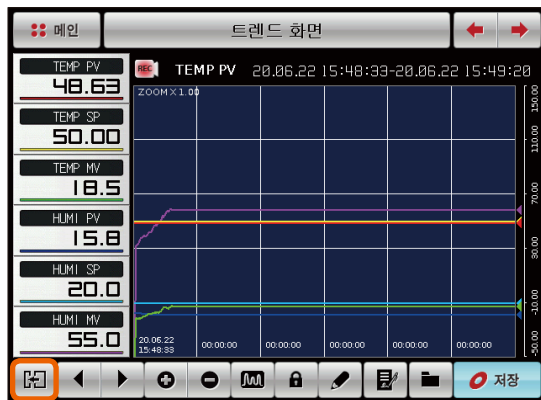 메인
트렌드 화면
TEMP PV
48.63
TEMP SP
50.00
TEMP MV
18.5
HUMI PV
15.8
HUMI SP
20.0
HUMI MV
55.0
REC TEMP PV 20.06.22 15:48:33-20.06.22 15:49:20
ZOOM X 1.00
150.00
110.00
70.00
30.00
-10.00
-50.00
20.06.22
15:48:33 00:00:00 00:00:00 00:00:00 00:00:00 00:00:00
저장